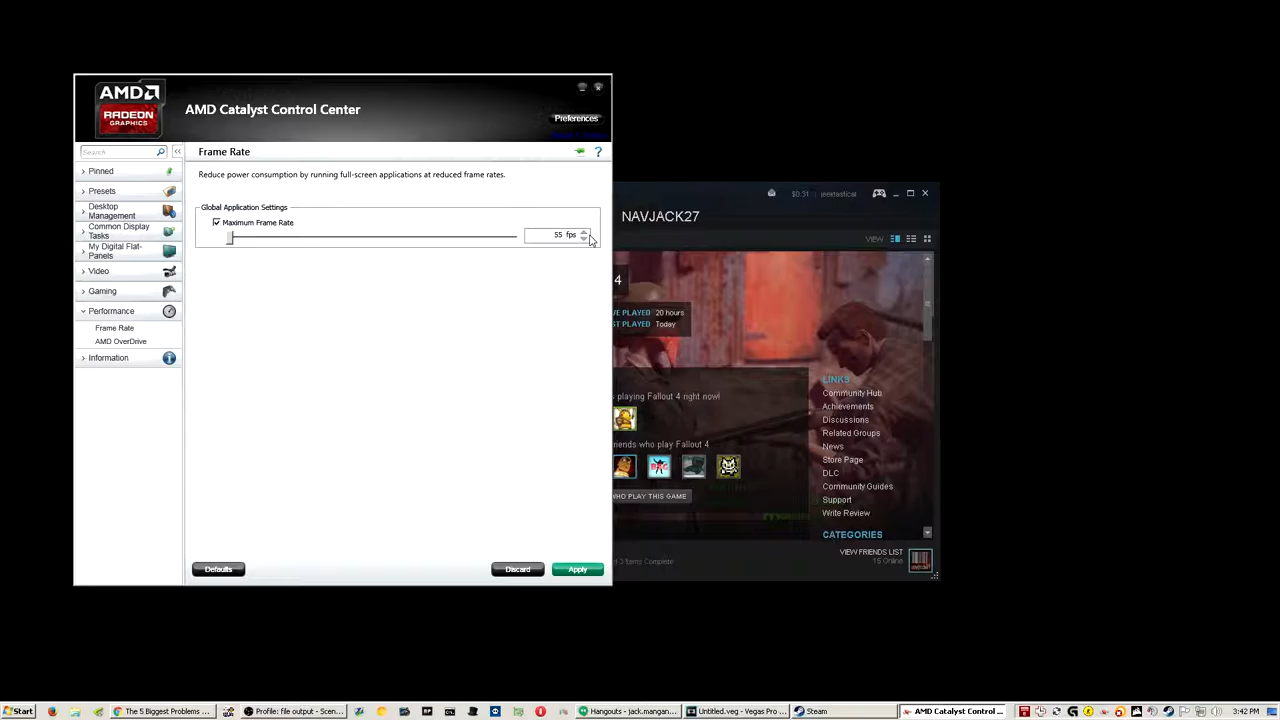 AMD
RADEON
GRAPHICS
AMD Catalyst Control Center
Preferences
Search
Frame Rate
Pinned
Presets
Desktop
Management
Common Display
Tasks
My Digital Flat-
Panels
Video
Gaming
Performance
Frame Rate
AMD OverDrive
Information
Reduce power consumption by running full-screen applications at reduced frame rates.
Global Application Settings
Maximum Frame Rate
55 fps
Defaults
Discard
Apply
$0.31
NAVJACK27
VIEW
4
20 hours
Today
LINKS
Community Hub
Achievements
Discussions
Related Groups
News
Store Page
DLC
Community Guides
Support
Write Review
CATEGORIES
playing Fallout 4 right now!
who play Fallout 4
WHO PLAY THIS GAME
3 Items Complete
VIEW FRIENDS LIST
15 Online
Start
The 5 Biggest Problems ...
Profile: file output - Scen...
Hangouts - jack.mangan...
Untitled.veg - Vegas Pro ...
Steam
AMD Catalyst Control ...
3:42 PM